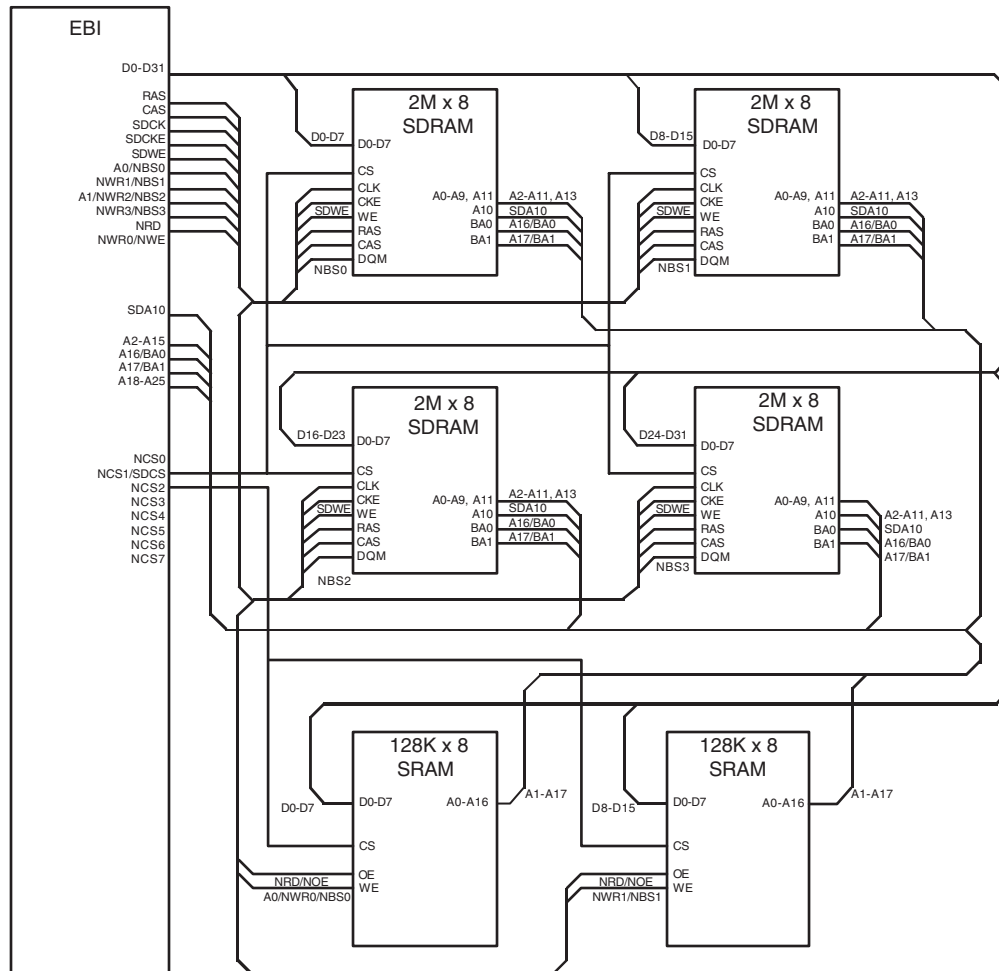 EBI
D0-D31
RAS
CAS
SDCK
SDCKE
SDWE
A0/NBS0
NWR1/NBS1
A1/NWR2/NBS2
NWR3/NBS3
NRD
NWR0/NWE
SDA10
A2-A15
A16/BA0
A17/BA1
A18-A25
NCS0
NCS1/SDCS
NCS2
NCS3
NCS4
NCS5
NCS6
NCS7
2M x 8
SDRAM
D0-D7
D0-D7
CS
CLK
CKE
SDWE
WE
RAS
CAS
DQM
NBS0
A0-A9, A11
A10
BA0
BA1
A2-A11, A13
SDA10
A16/BA0
A17/BA1
2M x 8
SDRAM
D8-D15
D0-D7
CS
CLK
CKE
SDWE
WE
RAS
CAS
DQM
NBS1
A0-A9, A11
A10
BA0
BA1
A2-A11, A13
SDA10
A16/BA0
A17/BA1
2M x 8
SDRAM
D16-D23
D0-D7
CS
CLK
CKE
SDWE
WE
RAS
CAS
DQM
NBS2
A0-A9, A11
A10
BA0
BA1
A2-A11, A13
SDA10
A16/BA0
A17/BA1
2M x 8
SDRAM
D24-D31
D0-D7
CS
CLK
CKE
SDWE
WE
RAS
CAS
DQM
NBS3
A0-A9, A11
A10
BA0
BA1
A2-A11, A13
SDA10
A16/BA0
A17/BA1
128K x 8
SRAM
D0-D7
D0-D7
A0-A16
A1-A17
CS
OE
NRD/NOE
WE
A0/NWR0/NBS0
128K x 8
SRAM
D8-D15
D0-D7
A0-A16
A1-A17
CS
OE
NRD/NOE
WE
NWR1/NBS1